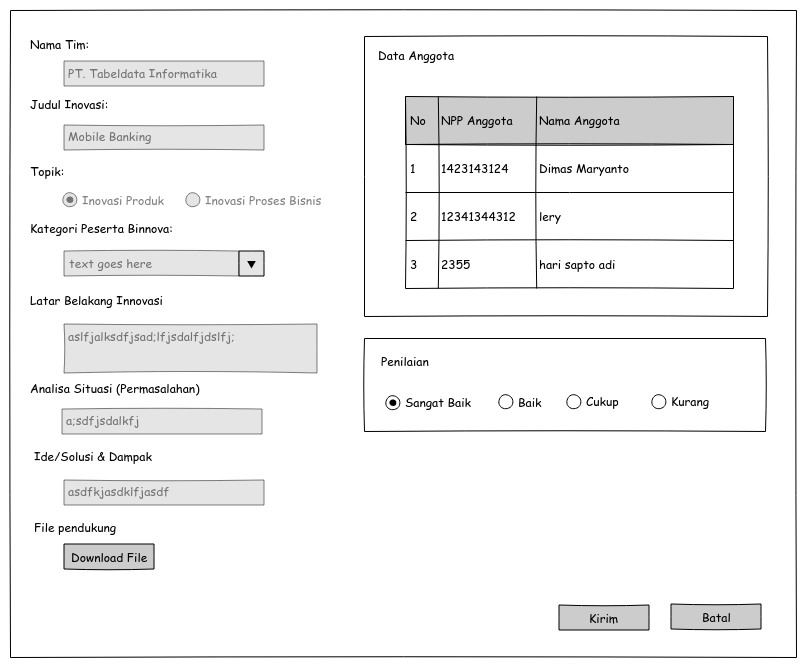 Nama Tim:
PT. Tabeldata Informatika
Judul Inovasi:
Mobile Banking
Topik:
Inovasi Produk
Inovasi Proses Bisnis
Kategori Peserta Binnova:
text goes here
Latar Belakang Innovasi
aslfjalksdfjsad;lfjsdalfjdslfj;
Analisa Situasi (Permasalahan)
a;sdfjsdalkfj
Ide/Solusi & Dampak
asdfkjasdklfjasdf
File pendukung
Download File
Data Anggota
No NPP Anggota Nama Anggota
1 1423143124 Dimas Maryanto
2 12341344312 lery
3 2355 hari sapto adi
Penilaian
Sangat Baik Baik Cukup Kurang
Kirim Batal